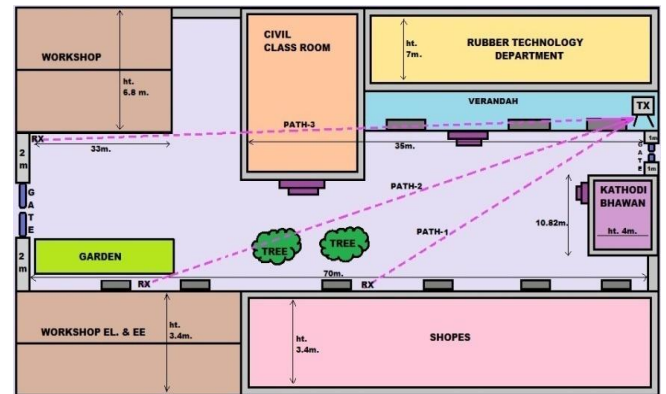 WORKSHOP
ht.
6.8 m.
CIVIL
CLASS ROOM
ht.
7m.
RUBBER TECHNOLOGY
DEPARTMENT
VERANDAH
TX
RX
PATH-3
33m.
35m.
1m
GATE
1m
2
m
GATE
2
m
PATH-2
PATH-1
10.82m.
KATHODI
BHAWAN
ht. 4m.
GARDEN
TREE
TREE
70m.
RX
RX
WORKSHOP EL. & EE
ht.
3.4m.
ht.
3.4m.
SHOPES